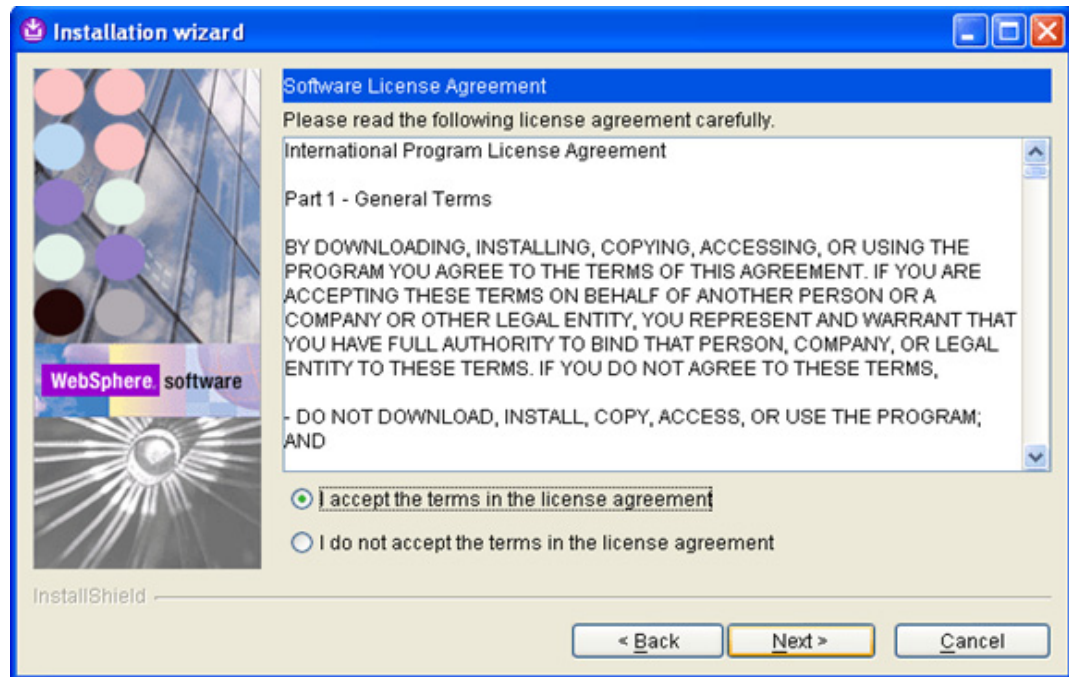 Installation wizard
Software License Agreement
Please read the following license agreement carefully.
International Program License Agreement
Part 1 - General Terms
BY DOWNLOADING, INSTALLING, COPYING, ACCESSING, OR USING THE
PROGRAM YOU AGREE TO THE TERMS OF THIS AGREEMENT. IF YOU ARE
ACCEPTING THESE TERMS ON BEHALF OF ANOTHER PERSON OR A
COMPANY OR OTHER LEGAL ENTITY, YOU REPRESENT AND WARRANT THAT
YOU HAVE FULL AUTHORITY TO BIND THAT PERSON, COMPANY, OR LEGAL
ENTITY TO THESE TERMS. IF YOU DO NOT AGREE TO THESE TERMS,
- DO NOT DOWNLOAD, INSTALL, COPY, ACCESS, OR USE THE PROGRAM;
AND
WebSphere. software
I accept the terms in the license agreement
I do not accept the terms in the license agreement
InstallShield
< Back
Next >
Cancel